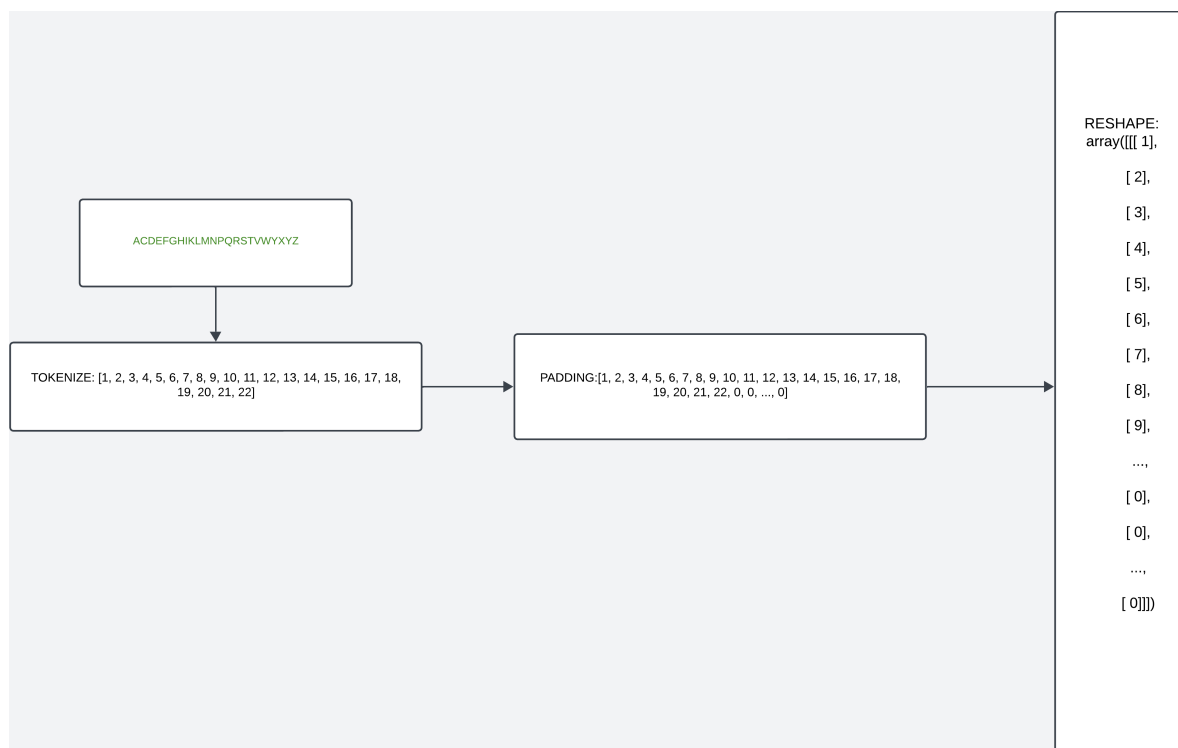 ACDEFGHIKLMNPQRSTVWYXYZ
TOKENIZE: [1, 2, 3, 4, 5, 6, 7, 8, 9, 10, 11, 12, 13, 14, 15, 16, 17, 18,
19, 20, 21, 22]
PADDING:[1, 2, 3, 4, 5, 6, 7, 8, 9, 10, 11, 12, 13, 14, 15, 16, 17, 18,
19, 20, 21, 22, 0, 0, ..., 0]
RESHAPE:
array([[[ 1],
[ 2],
[ 3],
[ 4],
[ 5],
[ 6],
[ 7],
[ 8],
[ 9],
...,
[ 0],
[ 0],
...,
[ 0]]])